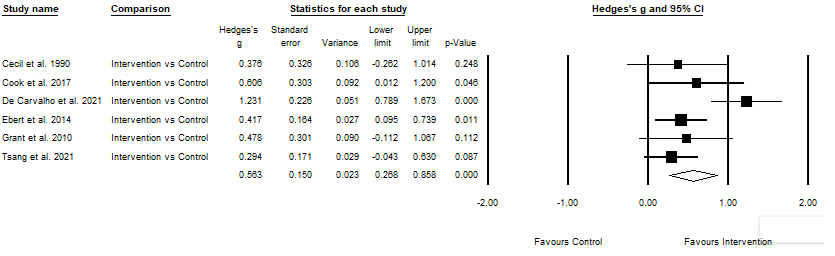 Study name Comparison Statistics for each study Hedges's g and 95% CI
Hedges's Standard Lower Upper
g error Variance limit limit p-Value
Cecil et al. 1990 Intervention vs Control 0.376 0.326 0.106 -0.262 1.014 0.248
Cook et al. 2017 Intervention vs Control 0.606 0.303 0.092 0.012 1.200 0.046
De Carvalho et al. 2021 Intervention vs Control 1.231 0.226 0.051 0.789 1.673 0.000
Ebert et al. 2014 Intervention vs Control 0.417 0.164 0.027 0.095 0.739 0.011
Grant et al. 2010 Intervention vs Control 0.478 0.301 0.090 -0.112 1.067 0.112
Tsang et al. 2021 Intervention vs Control 0.294 0.171 0.029 -0.043 0.630 0.087
0.563 0.150 0.023 0.268 0.858 0.000
-2.00 -1.00 0.00 1.00 2.00
Favours Control Favours Intervention